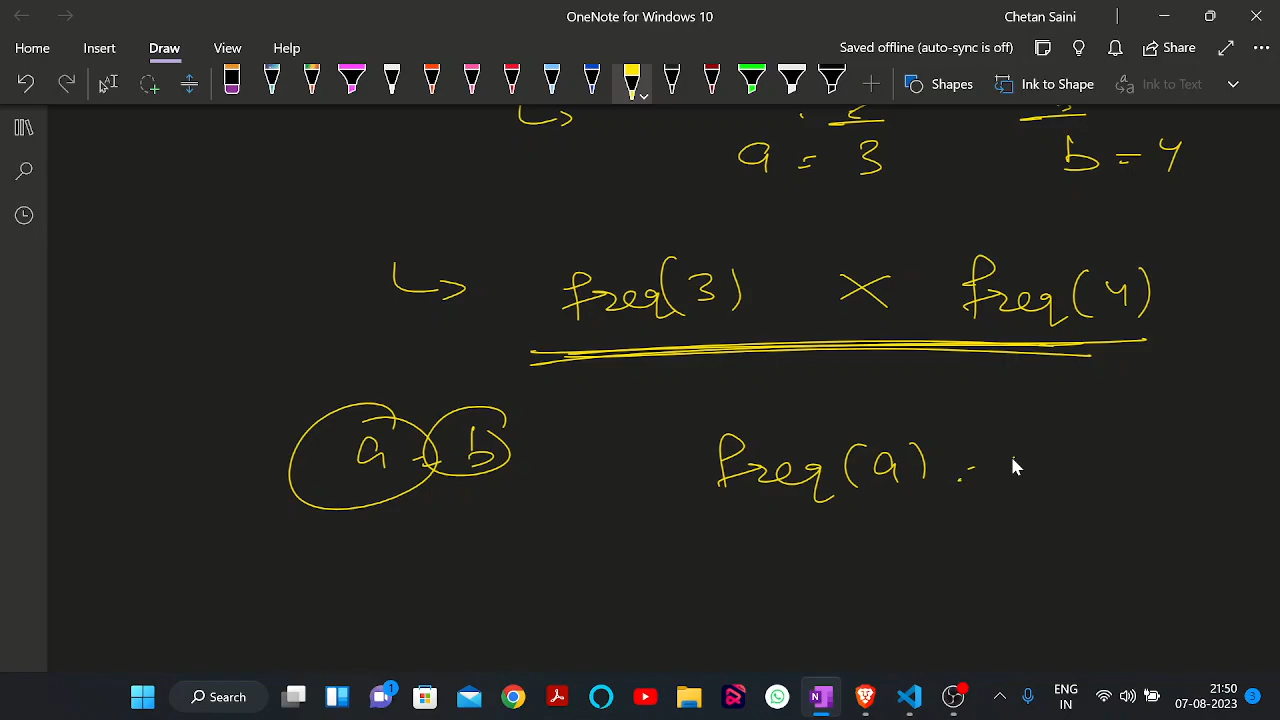 OneNote for Windows 10
Chetan Saini
Home Insert Draw View Help
Saved offline (auto-sync is off)
Share
Shapes
Ink to Shape
Ink to Text
a = 3 b = 4
freq(3) × freq(4)
a = b freq(a) =
Search
1
ENG
IN
21:50
07-08-2023
3